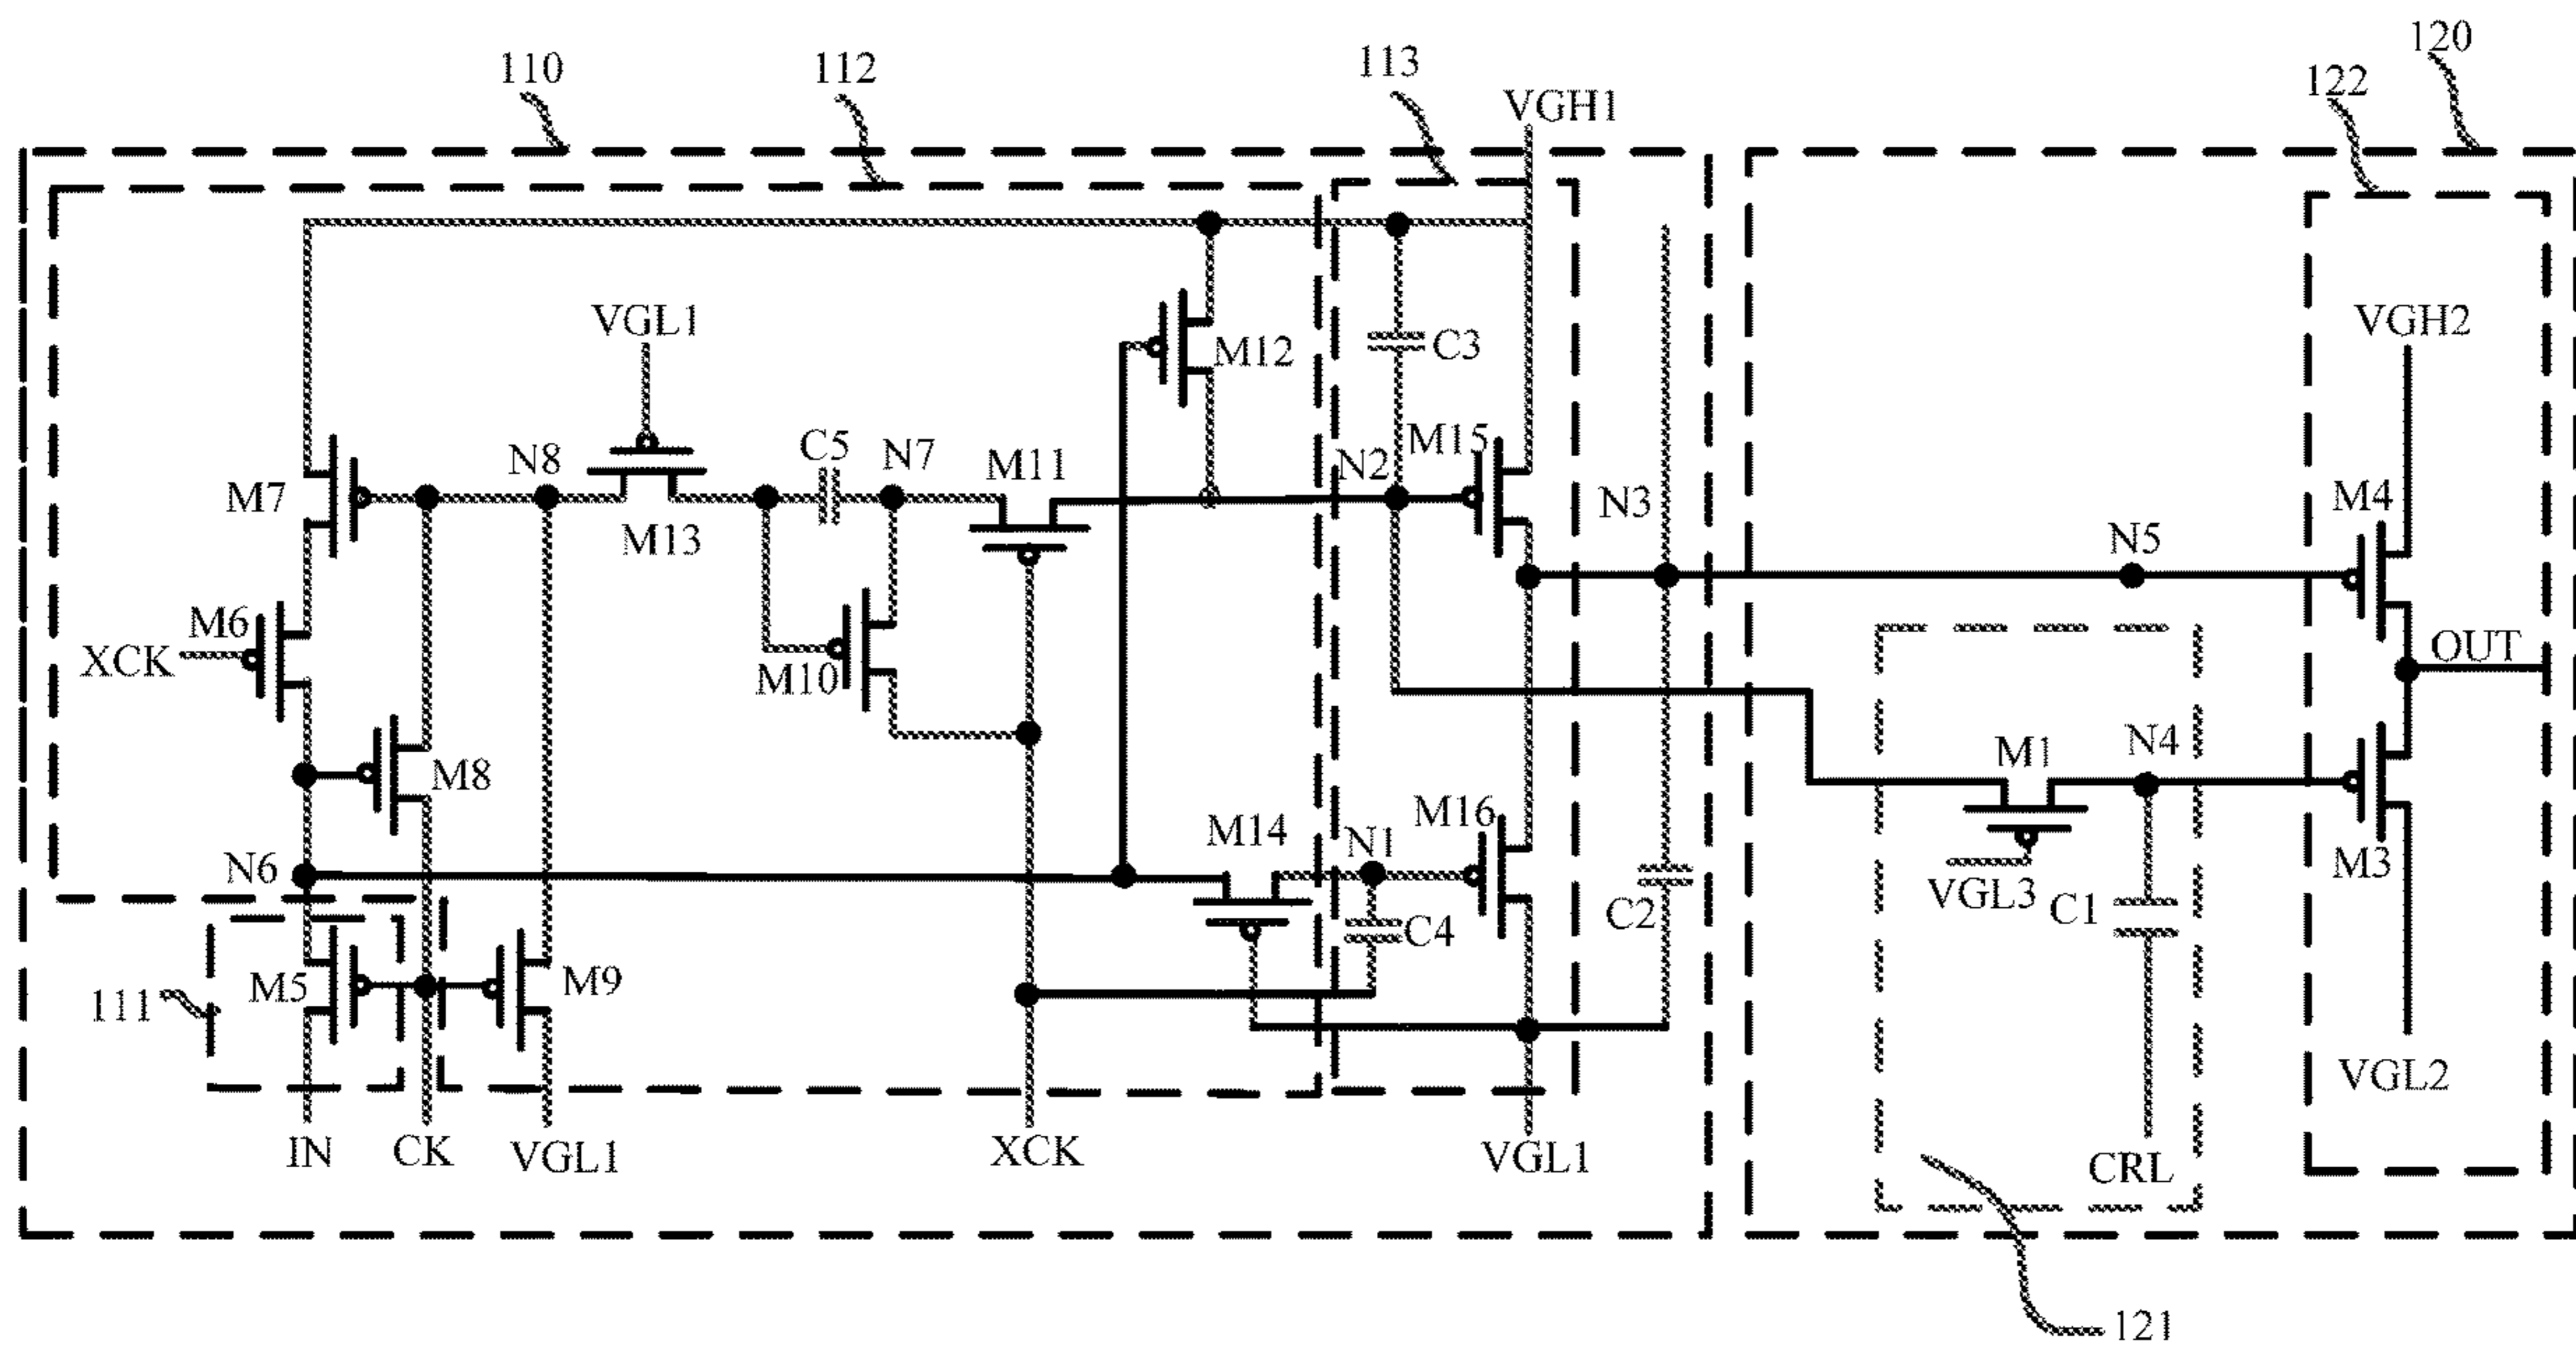 110
112
113
VGH1
120
122
VGL1
M12
C3
VGH2
M7
N8
M13
C5
N7
M11
N2
M15
N3
N5
M4
M6
XCK
M10
M8
OUT
M1
N4
N6
M14
N1
M16
VGL3
C1
M3
C2
C4
111
M5
M9
VGL2
IN
CK
VGL1
XCK
VGL1
CRL
121